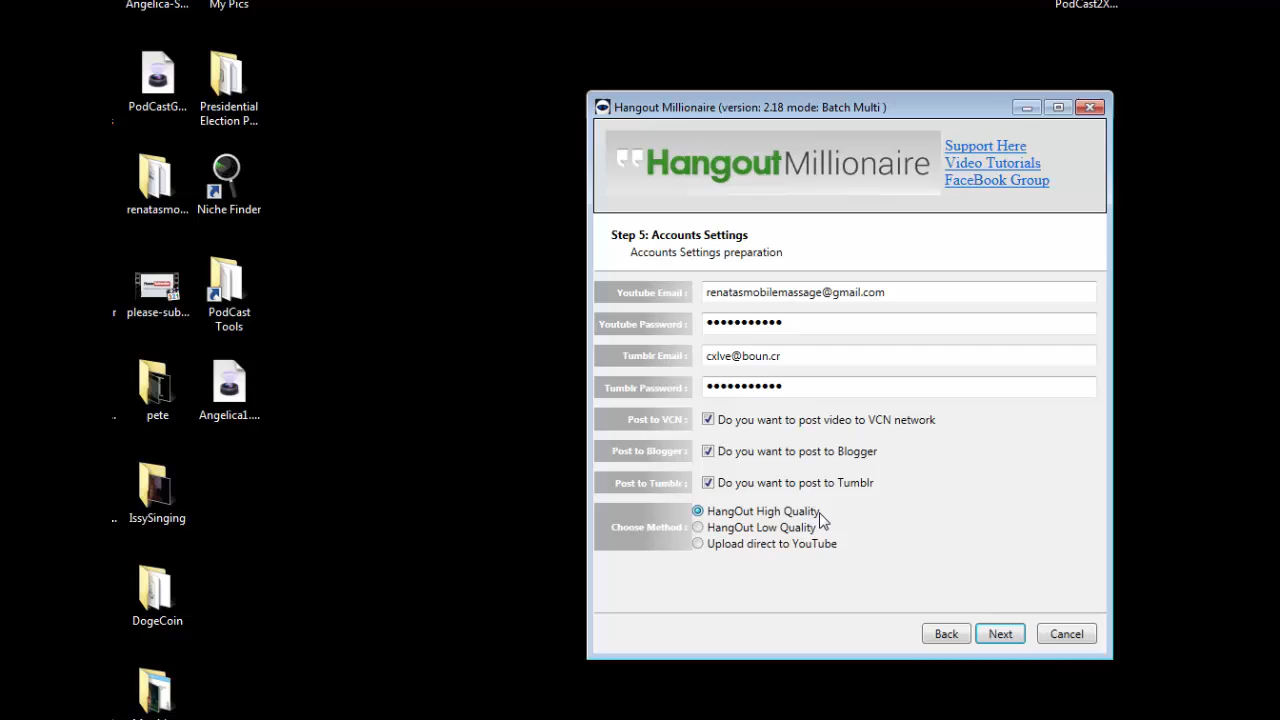 Angelica-S...
My Pics
PodCast2X...
PodCastG...
Presidential
Election P...
renatasmo...
Niche Finder
please-sub...
PodCast
Tools
pete
Angelica1....
IssySinging
DogeCoin
Hangout Millionaire (version: 2.18 mode: Batch Multi )
HangoutMillionaire
Support Here
Video Tutorials
FaceBook Group
Step 5: Accounts Settings
Accounts Settings preparation
Youtube Email : renatasmobilemassage@gmail.com
Youtube Password : •••••••••••
Tumblr Email : cxlve@boun.cr
Tumblr Password : •••••••••••
Post to VCN : Do you want to post video to VCN network
Post to Blogger : Do you want to post to Blogger
Post to Tumblr : Do you want to post to Tumblr
Choose Method :
HangOut High Quality
HangOut Low Quality
Upload direct to YouTube
Back Next Cancel